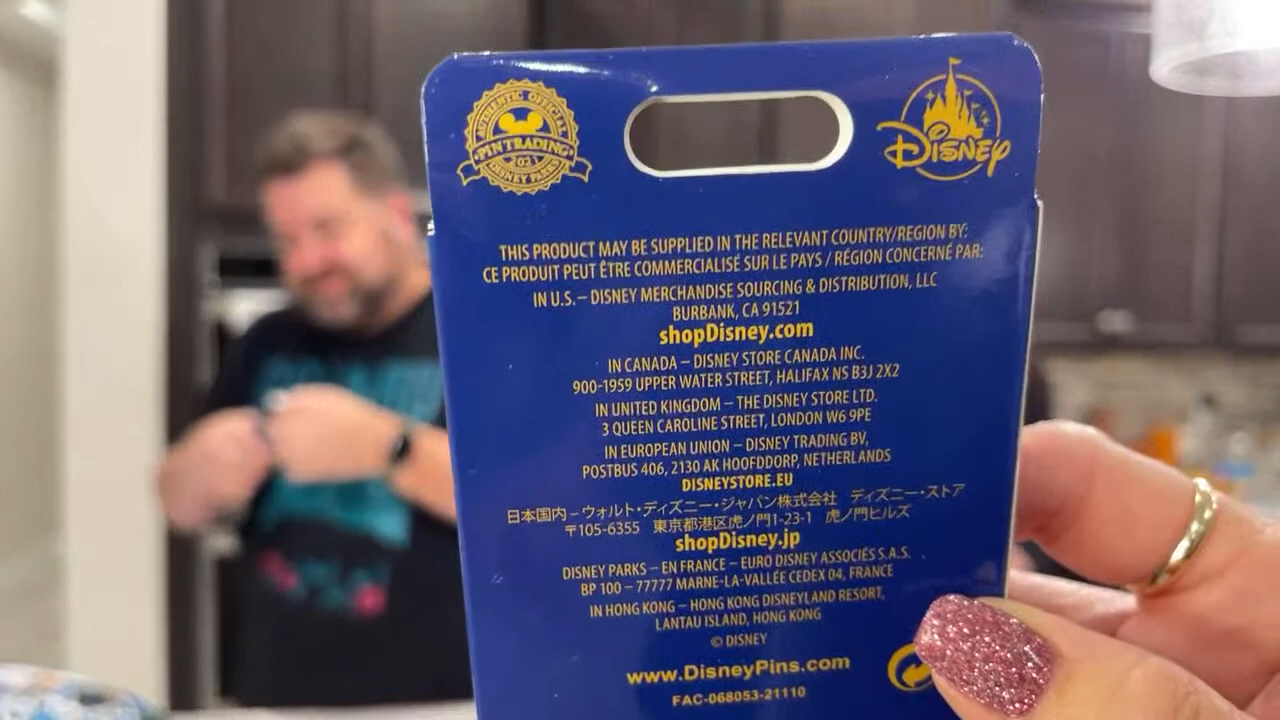 AUTHENTIC OFFICIAL
PIN TRADING
2021
DISNEY PARKS
Disney
THIS PRODUCT MAY BE SUPPLIED IN THE RELEVANT COUNTRY/REGION BY:
CE PRODUIT PEUT ÊTRE COMMERCIALISÉ SUR LE PAYS / RÉGION CONCERNÉ PAR:
IN U.S.– DISNEY MERCHANDISE SOURCING & DISTRIBUTION, LLC
BURBANK, CA 91521
shopDisney.com
IN CANADA – DISNEY STORE CANADA INC.
900-1959 UPPER WATER STREET, HALIFAX NS B3J 2X2
IN UNITED KINGDOM – THE DISNEY STORE LTD.
3 QUEEN CAROLINE STREET, LONDON W6 9PE
IN EUROPEAN UNION – DISNEY TRADING BV,
POSTBUS 406, 2130 AK HOOFDDORP, NETHERLANDS
DISNEYSTORE.EU
日本国内–ウォルト・ディズニー・ジャパン株式会社 ディズニー・ストア
〒105-6355 東京都港区虎ノ門1-23-1 虎ノ門ヒルズ
shopDisney.jp
DISNEY PARKS – EN FRANCE – EURO DISNEY ASSOCIÉS S.A.S.
BP 100 – 77777 MARNE-LA-VALLÉE CEDEX 04, FRANCE
IN HONG KONG – HONG KONG DISNEYLAND RESORT,
LANTAU ISLAND, HONG KONG
© DISNEY
www.DisneyPins.com
FAC-068053-21110